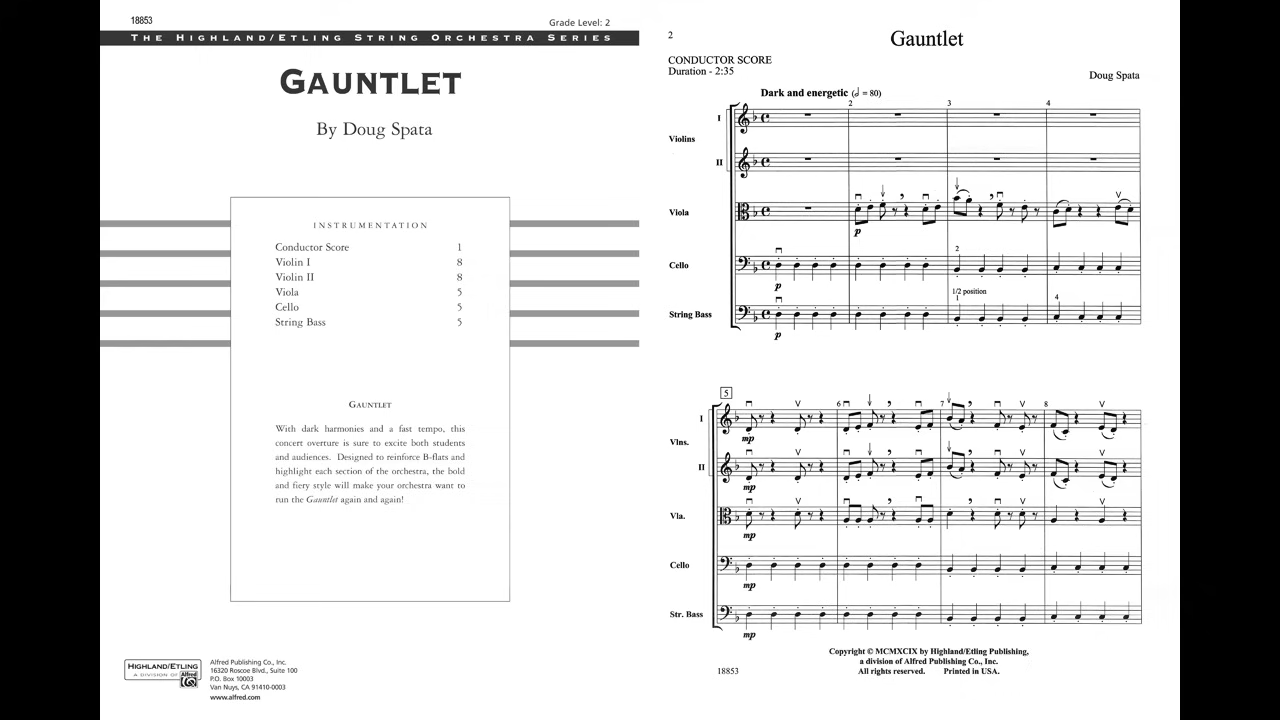 18853
Grade Level: 2
THE HIGHLAND/ETLING STRING ORCHESTRA SERIES
GAUNTLET
By Doug Spata
INSTRUMENTATION
Conductor Score 1
Violin I 8
Violin II 8
Viola 5
Cello 5
String Bass 5
GAUNTLET
With dark harmonies and a fast tempo, this
concert overture is sure to excite both students
and audiences. Designed to reinforce B-flats and
highlight each section of the orchestra, the bold
and fiery style will make your orchestra want to
run the Gauntlet again and again!
HIGHLAND/ETLING
A DIVISION OF Alfred
Alfred Publishing Co., Inc.
16320 Roscoe Blvd., Suite 100
P.O. Box 10003
Van Nuys, CA 91410-0003
www.alfred.com
2
Gauntlet
CONDUCTOR SCORE
Duration - 2:35
Doug Spata
Dark and energetic (𝅗𝅥 = 80)
2 3 4
I
Violins
II
Viola
p
2
Cello
p
1/2 position
1 4
String Bass
p
5
6 7 8
I
mp
Vlns.
II
mp
Vla.
mp
Cello
mp
Str. Bass
mp
Copyright © MCMXCIX by Highland/Etling Publishing,
a division of Alfred Publishing Co., Inc.
All rights reserved. Printed in USA.
18853